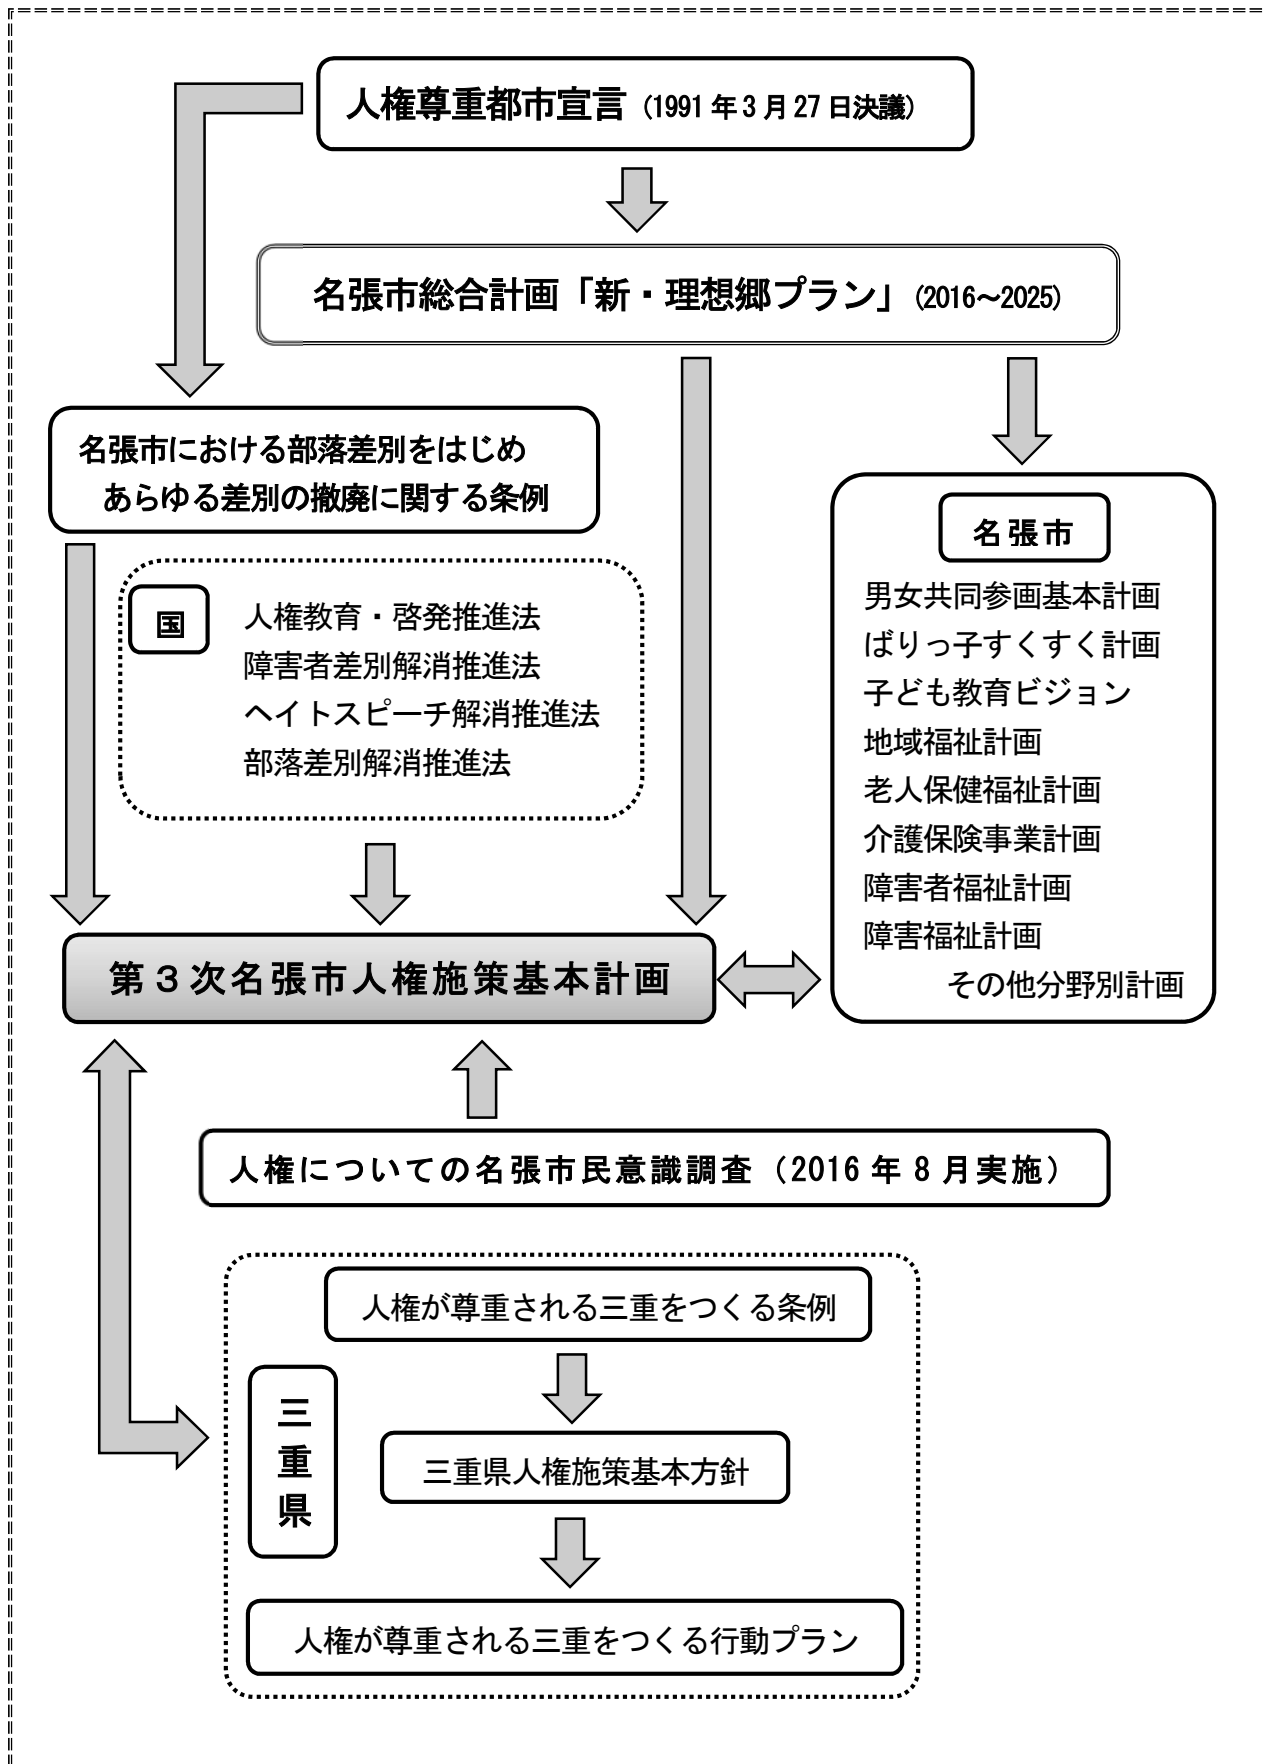 人権尊重都市宣言（1991年3月27日決議）
名張市総合計画「新・理想郷プラン」（2016～2025）
名張市における部落差別をはじめ
あらゆる差別の撤廃に関する条例
国
人権教育・啓発推進法
障害者差別解消推進法
ヘイトスピーチ解消推進法
部落差別解消推進法
名張市
男女共同参画基本計画
ばりっ子すくすく計画
子ども教育ビジョン
地域福祉計画
老人保健福祉計画
介護保険事業計画
障害者福祉計画
障害福祉計画
その他分野別計画
第３次名張市人権施策基本計画
人権についての名張市民意識調査（2016年8月実施）
人権が尊重される三重をつくる条例
三重県
三重県人権施策基本方針
人権が尊重される三重をつくる行動プラン